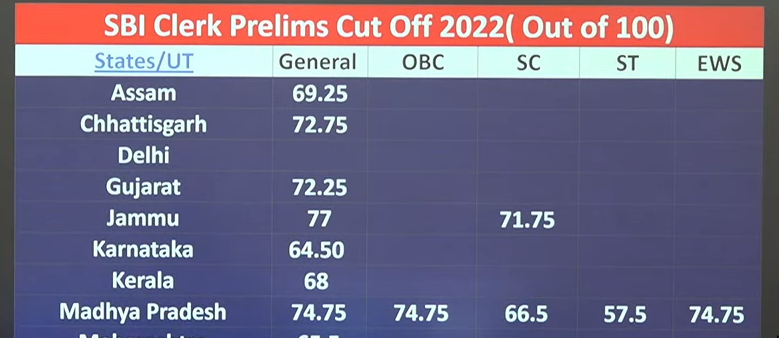 SBI Clerk Prelims Cut Off 2022( Out of 100)
States/UT General OBC SC ST EWS
Assam 69.25
Chhattisgarh 72.75
Delhi
Gujarat 72.25
Jammu 77 71.75
Karnataka 64.50
Kerala 68
Madhya Pradesh 74.75 74.75 66.5 57.5 74.75